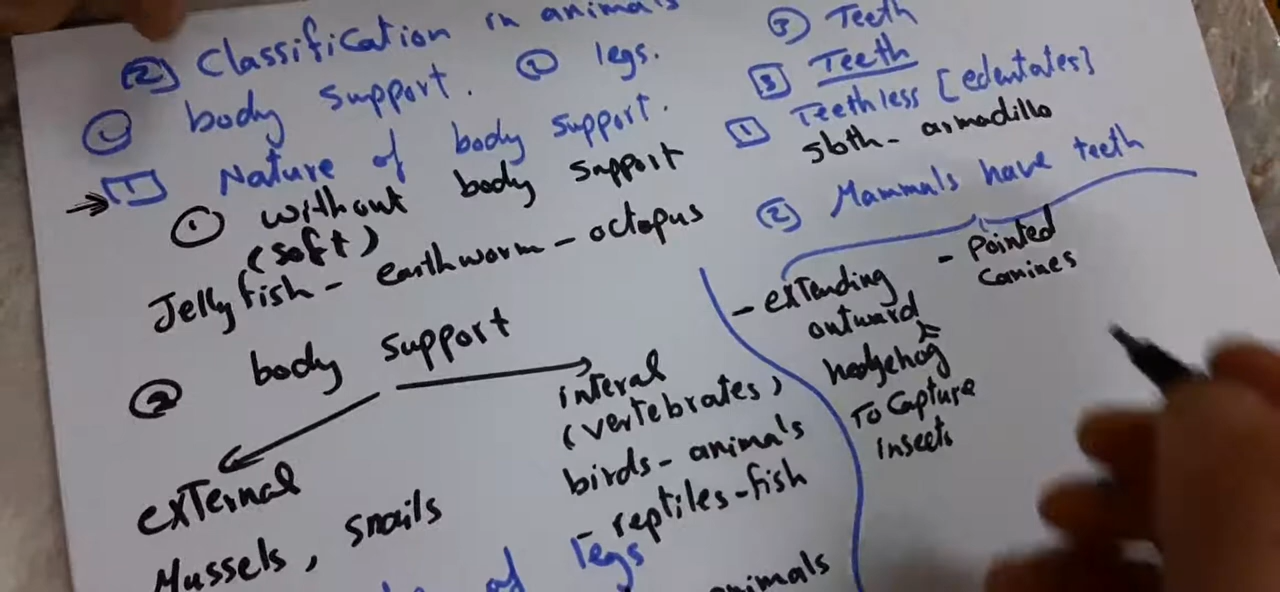 [2] Classification in animals
① body support. ② legs.
③ Teeth
→ [1] Nature of body support.
① without body support
(soft)
Jelly fish - earthworm - octopus
② body support
external
Mussels, snails
interal
(vertebrates)
birds - animals
- reptiles - fish
of legs
animals
[3] Teeth
[1] Teethless [edentates]
sloth - armadillo
② Mammals have teeth
- exTending
outward
hedgehog
To capture
insects
- Pointed
canines